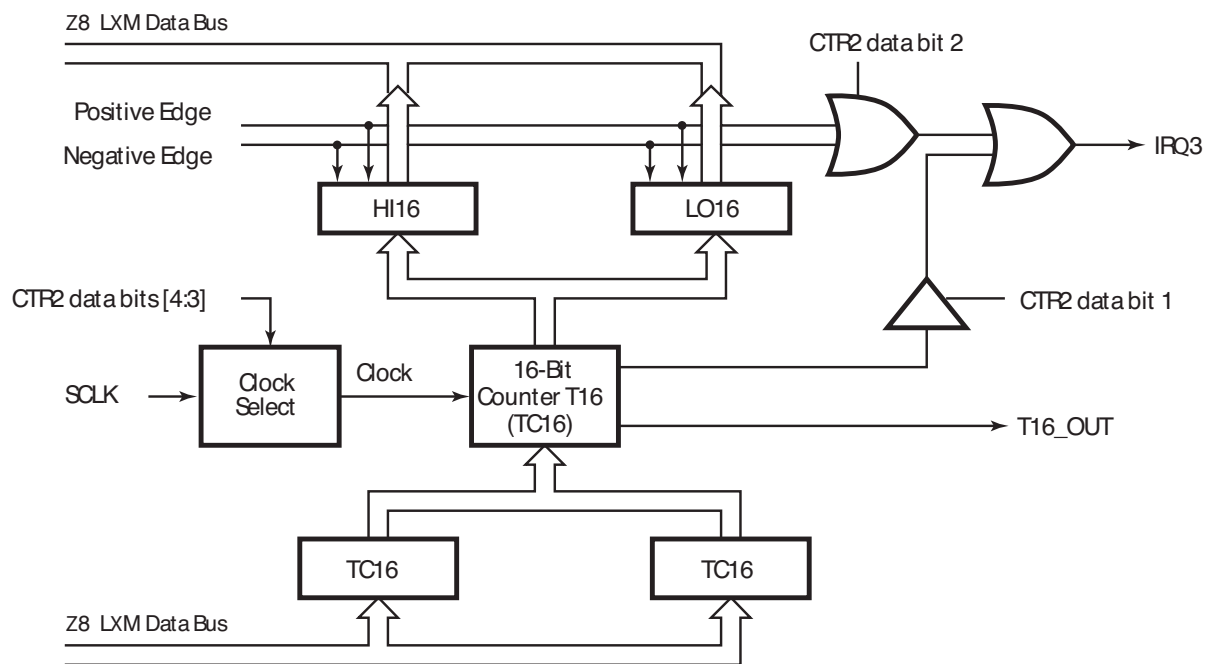 Z8 LXM Data Bus
CTR2 data bit 2
Positive Edge
Negative Edge
IRQ3
HI16
LO16
CTR2 data bits [4:3]
CTR2 data bit 1
SCLK
Clock
Select
Clock
16-Bit
Counter T16
(TC16)
T16_OUT
TC16
TC16
Z8 LXM Data Bus